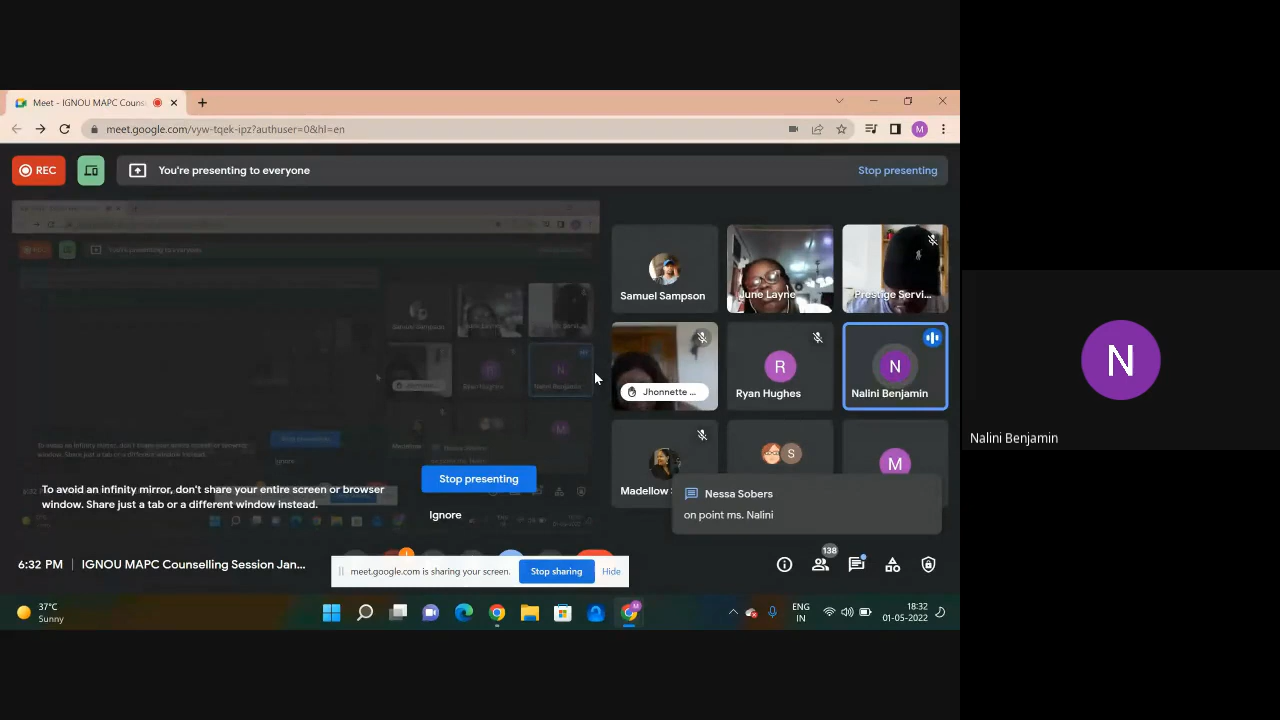 Meet - IGNOU MAPC Couns
meet.google.com/vyw-tqek-ipz?authuser=0&hl=en
M
REC
You're presenting to everyone
Stop presenting
Samuel Sampson
June Layne
Prestige Servi...
Jhonnette ...
R
Ryan Hughes
N
Nalini Benjamin
Madellow
S
M
Nessa Sobers
on point ms. Nalini
To avoid an infinity mirror, don't share your entire screen or browser
window. Share just a tab or a different window instead.
Stop presenting
Ignore
6:32 PM | IGNOU MAPC Counselling Session Jan...
meet.google.com is sharing your screen.
Stop sharing
Hide
138
37°C
Sunny
ENG
IN
18:32
01-05-2022
N
Nalini Benjamin